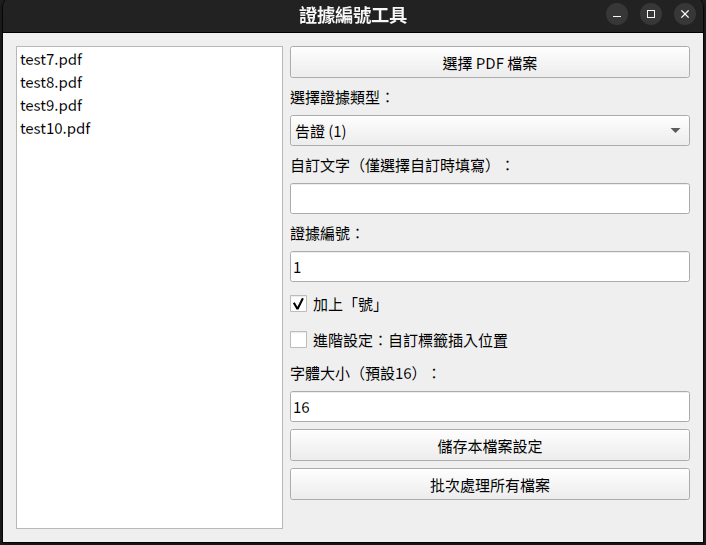 證據編號工具
test7.pdf
test8.pdf
test9.pdf
test10.pdf
選擇 PDF 檔案
選擇證據類型：
告證 (1)
自訂文字（僅選擇自訂時填寫）：
證據編號：
1
加上「號」
進階設定：自訂標籤插入位置
字體大小（預設16）：
16
儲存本檔案設定
批次處理所有檔案